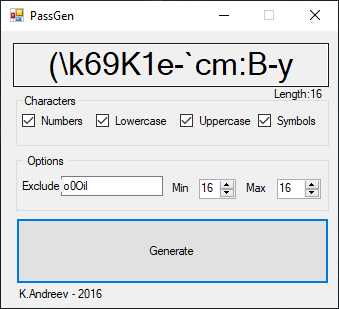 PassGen
(\k69K1e-`cm:B-y
Length:16
Characters
Numbers Lowercase Uppercase Symbols
Options
Exclude o0Oil Min 16 Max 16
Generate
K.Andreev - 2016